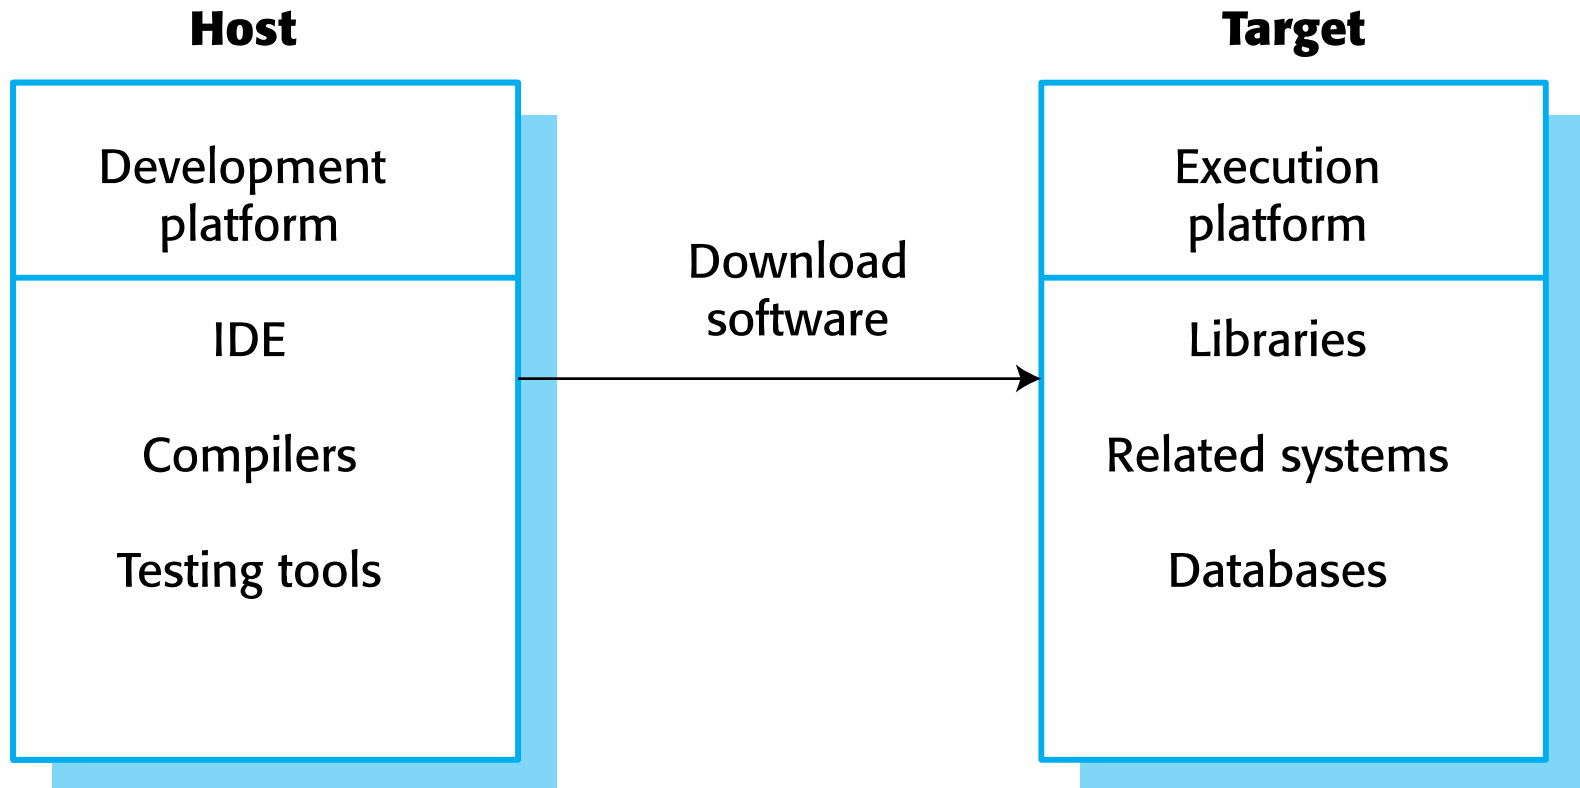 Host
Development
platform
IDE
Compilers
Testing tools
Download
software
Target
Execution
platform
Libraries
Related systems
Databases